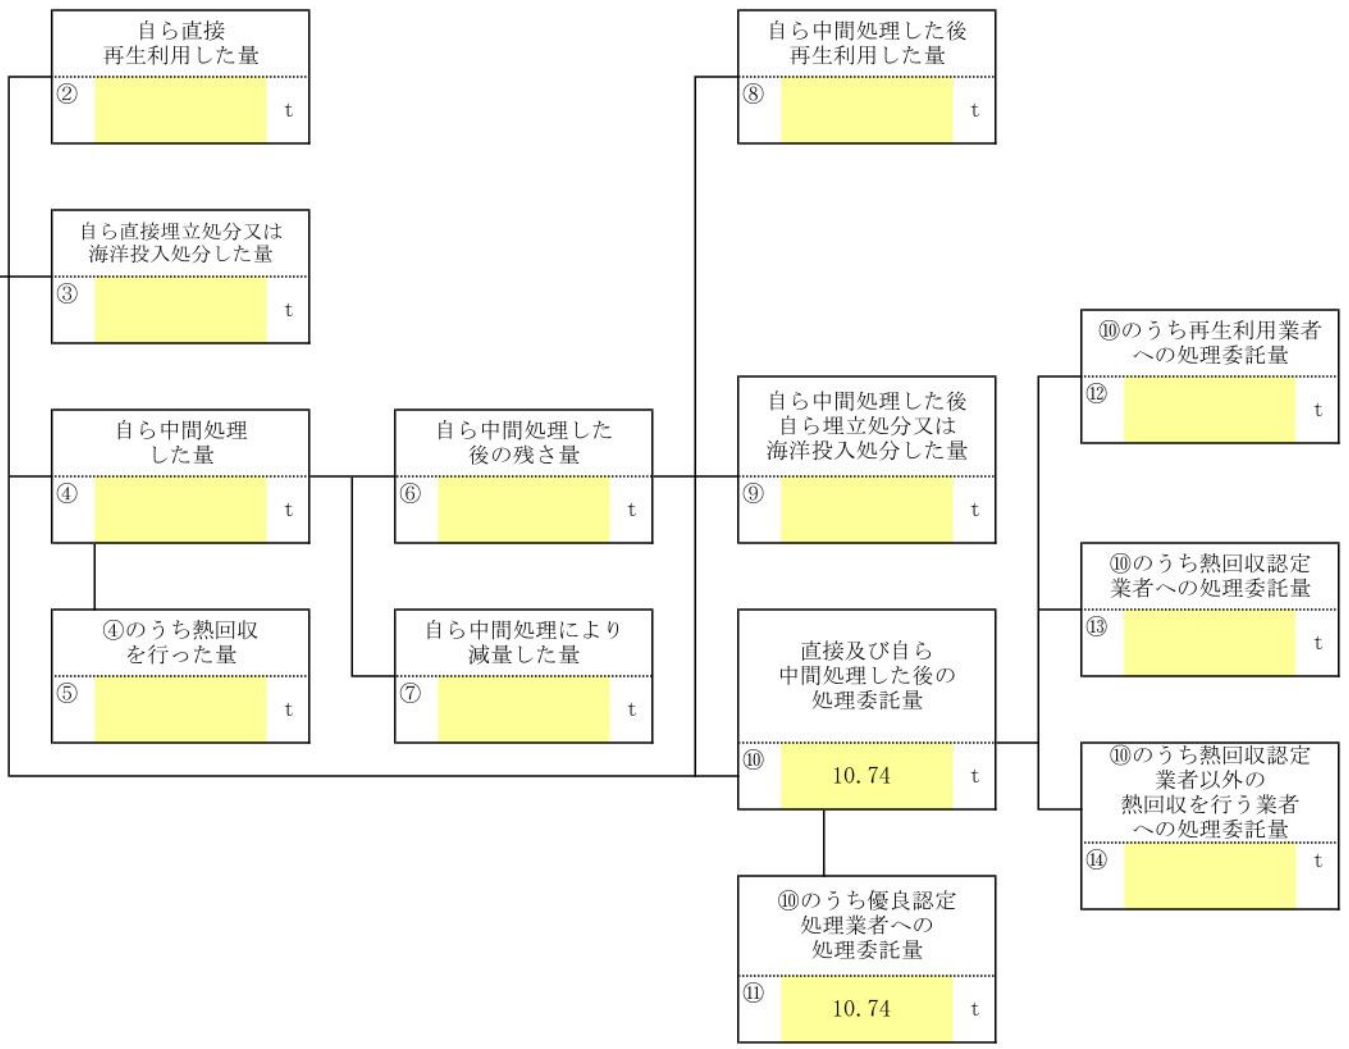 自ら直接
再生利用した量
②
t
自ら中間処理した後
再生利用した量
⑧
t
自ら直接埋立処分又は
海洋投入処分した量
③
t
⑩のうち再生利用業者
への処理委託量
⑫
t
自ら中間処理
した量
④
t
自ら中間処理した
後の残さ量
⑥
t
自ら中間処理した後
自ら埋立処分又は
海洋投入処分した量
⑨
t
⑩のうち熱回収認定
業者への処理委託量
⑬
t
④のうち熱回収
を行った量
⑤
t
自ら中間処理により
減量した量
⑦
t
直接及び自ら
中間処理した後の
処理委託量
⑩
10.74
t
⑩のうち熱回収認定
業者以外の
熱回収を行う業者
への処理委託量
⑭
t
⑩のうち優良認定
処理業者への
処理委託量
⑪
10.74
t